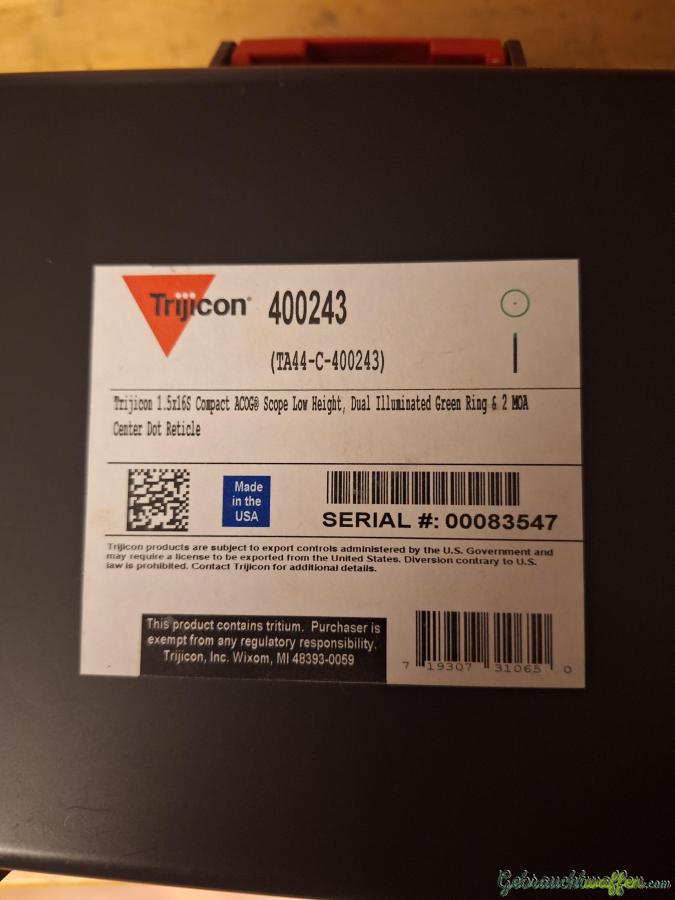 Trijicon® 400243
(TA44-C-400243)
Trijicon 1.5x16S Compact ACOG® Scope Low Height, Dual Illuminated Green Ring & 2 MOA
Center Dot Reticle
Made
in the
USA
SERIAL #: 00083547
Trijicon products are subject to export controls administered by the U.S. Government and
may require a license to be exported from the United States. Diversion contrary to U.S.
law is prohibited. Contact Trijicon for additional details.
This product contains tritium. Purchaser is
exempt from any regulatory responsibility.
Trijicon, Inc. Wixom, MI 48393-0059
7 19307 31065 0
Gebrauchtwaffen.com